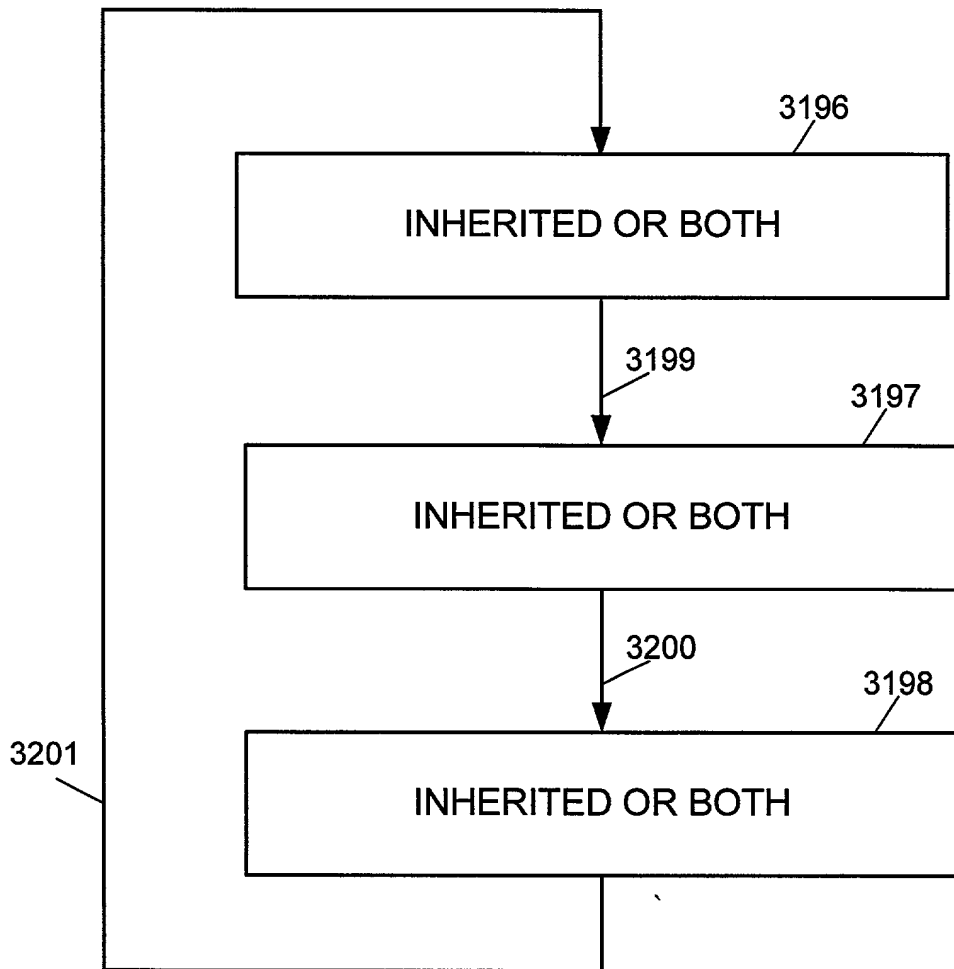 3196
INHERITED OR BOTH
3199
3197
INHERITED OR BOTH
3200
3198
3201
INHERITED OR BOTH